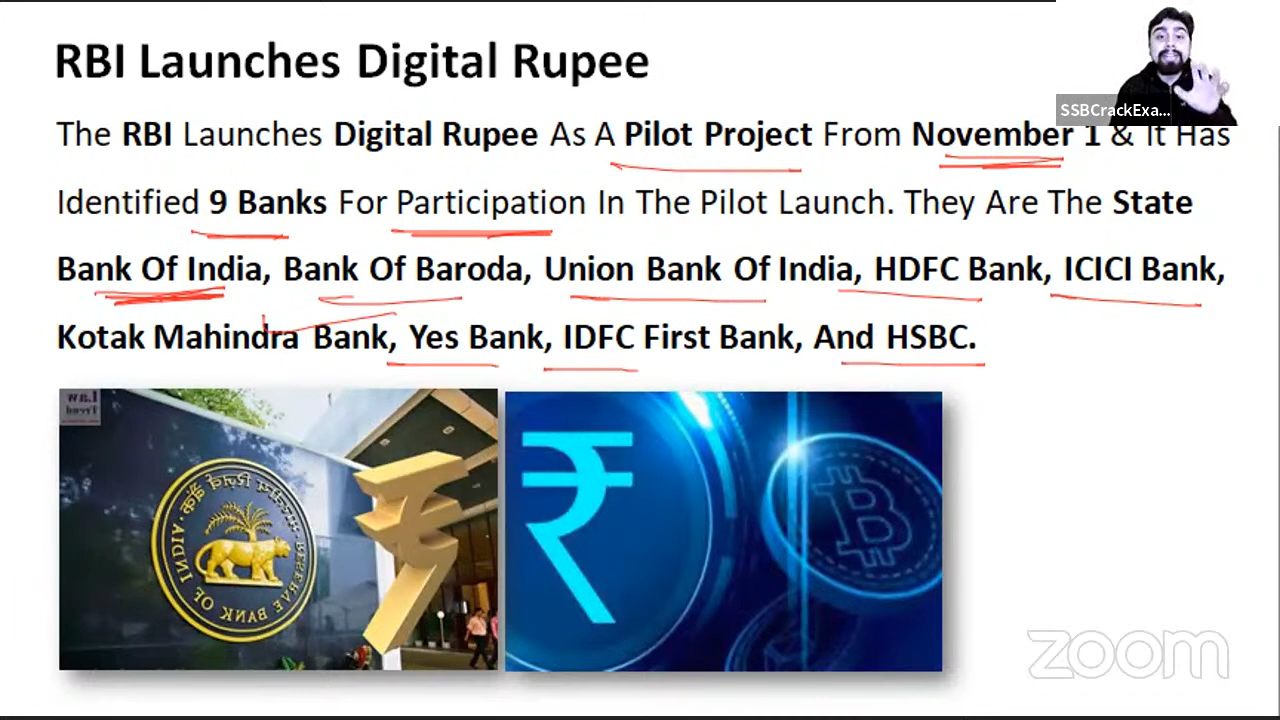 RBI Launches Digital Rupee
SSBCrackExa...
The RBI Launches Digital Rupee As A Pilot Project From November 1 & It Has
Identified 9 Banks For Participation In The Pilot Launch. They Are The State
Bank Of India, Bank Of Baroda, Union Bank Of India, HDFC Bank, ICICI Bank,
Kotak Mahindra Bank, Yes Bank, IDFC First Bank, And HSBC.
Law
Trend
RESERVE BANK OF INDIA
zoom